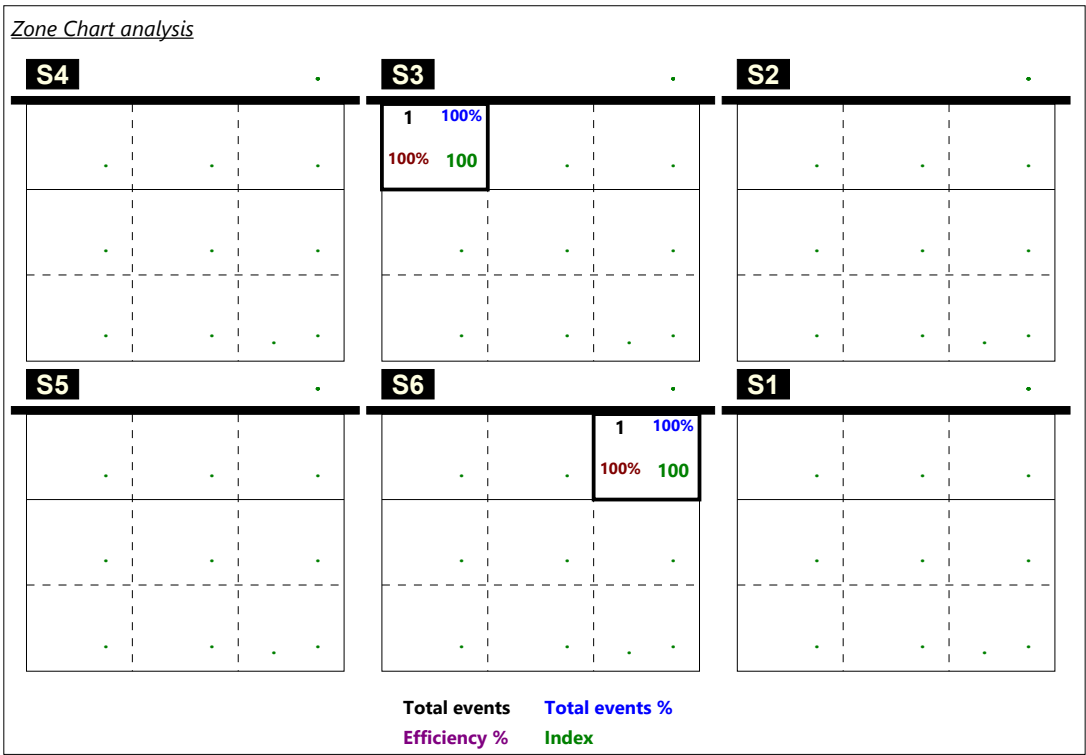 Zone Chart analysis
S4 S3 S2
1 100%
100% 100
S5 S6 S1
1 100%
100% 100
Total events Total events %
Efficiency % Index